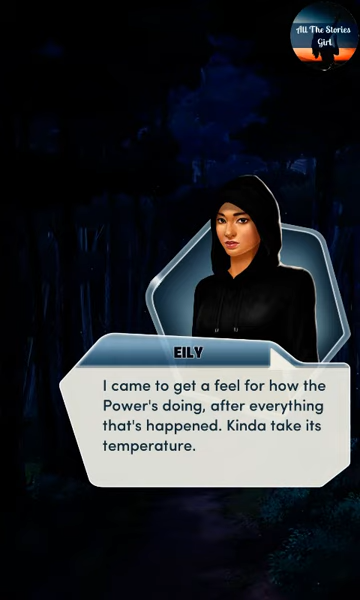 All The Stories
Girl
EILY
I came to get a feel for how the
Power's doing, after everything
that's happened. Kinda take its
temperature.